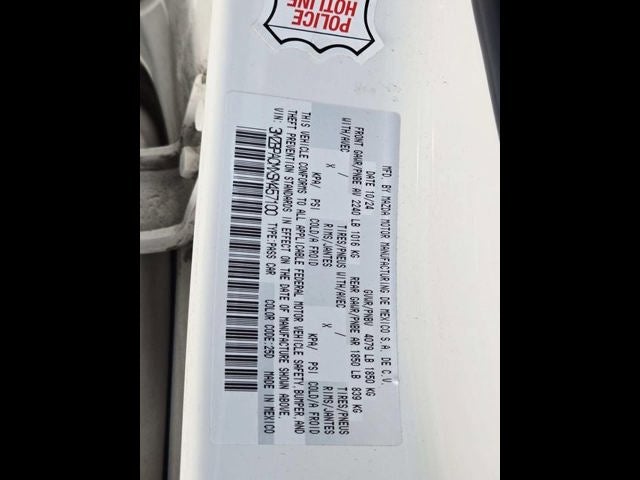 POLICE
HOTLINE
MFD. BY MAZDA MOTOR MANUFACTURING DE MEXICO S.A. DE C.V.
DATE 10/24 GVWR/PNBV 4079 LB 1850 KG
FRONT GAWR/PNBE AV 2240 LB 1016 KG REAR GAWR/PNBE AR 1850 LB 839 KG
WITH/AVEC / TIRES/PNEUS WITH/AVEC / TIRES/PNEUS
X RIMS/JANTES X RIMS/JANTES
KPA/ PSI COLD/A FROID KPA/ PSI COLD/A FROID
THIS VEHICLE CONFORMS TO ALL APPLICABLE FEDERAL MOTOR VEHICLE SAFETY, BUMPER, AND
THEFT PREVENTION STANDARDS IN EFFECT ON THE DATE OF MANUFACTURE SHOWN ABOVE.
VIN: TYPE:PASS CAR COLOR CODE:25D MADE IN MEXICO